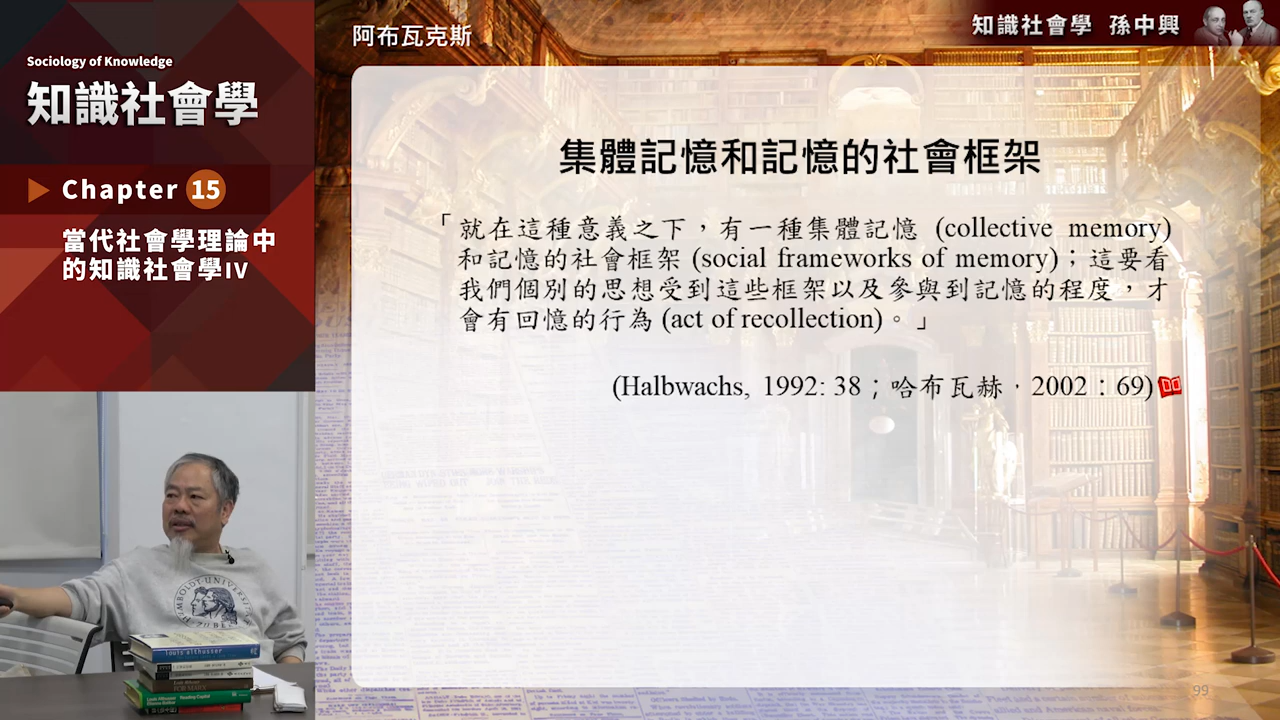 Sociology of Knowledge
知識社會學
Chapter 15
當代社會學理論中
的知識社會學IV
阿布瓦克斯
知識社會學 孫中興
集體記憶和記憶的社會框架
「就在這種意義之下，有一種集體記憶 (collective memory)
和記憶的社會框架 (social frameworks of memory)；這要看
我們個別的思想受到這些框架以及參與到記憶的程度，才
會有回憶的行為 (act of recollection)。」
(Halbwachs, 1992: 38；哈布瓦赫，2002：69)
louis althusser
FOR MARX
Reading Capital
99